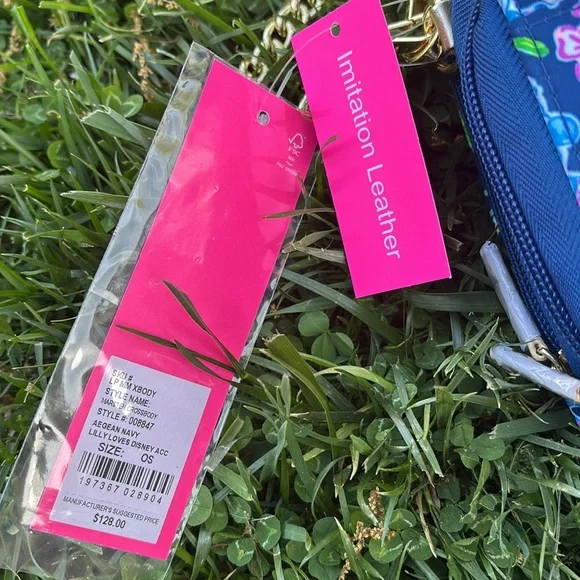 Imitation Leather
FSC
SKU #
LP MM XBODY
STYLE NAME:
CROSSBODY
STYLE #: 008847
AEGEAN NAVY
LILLY LOVES DISNEY ACC
SIZE: OS
197367 028904
MANUFACTURER'S SUGGESTED PRICE
$128.00